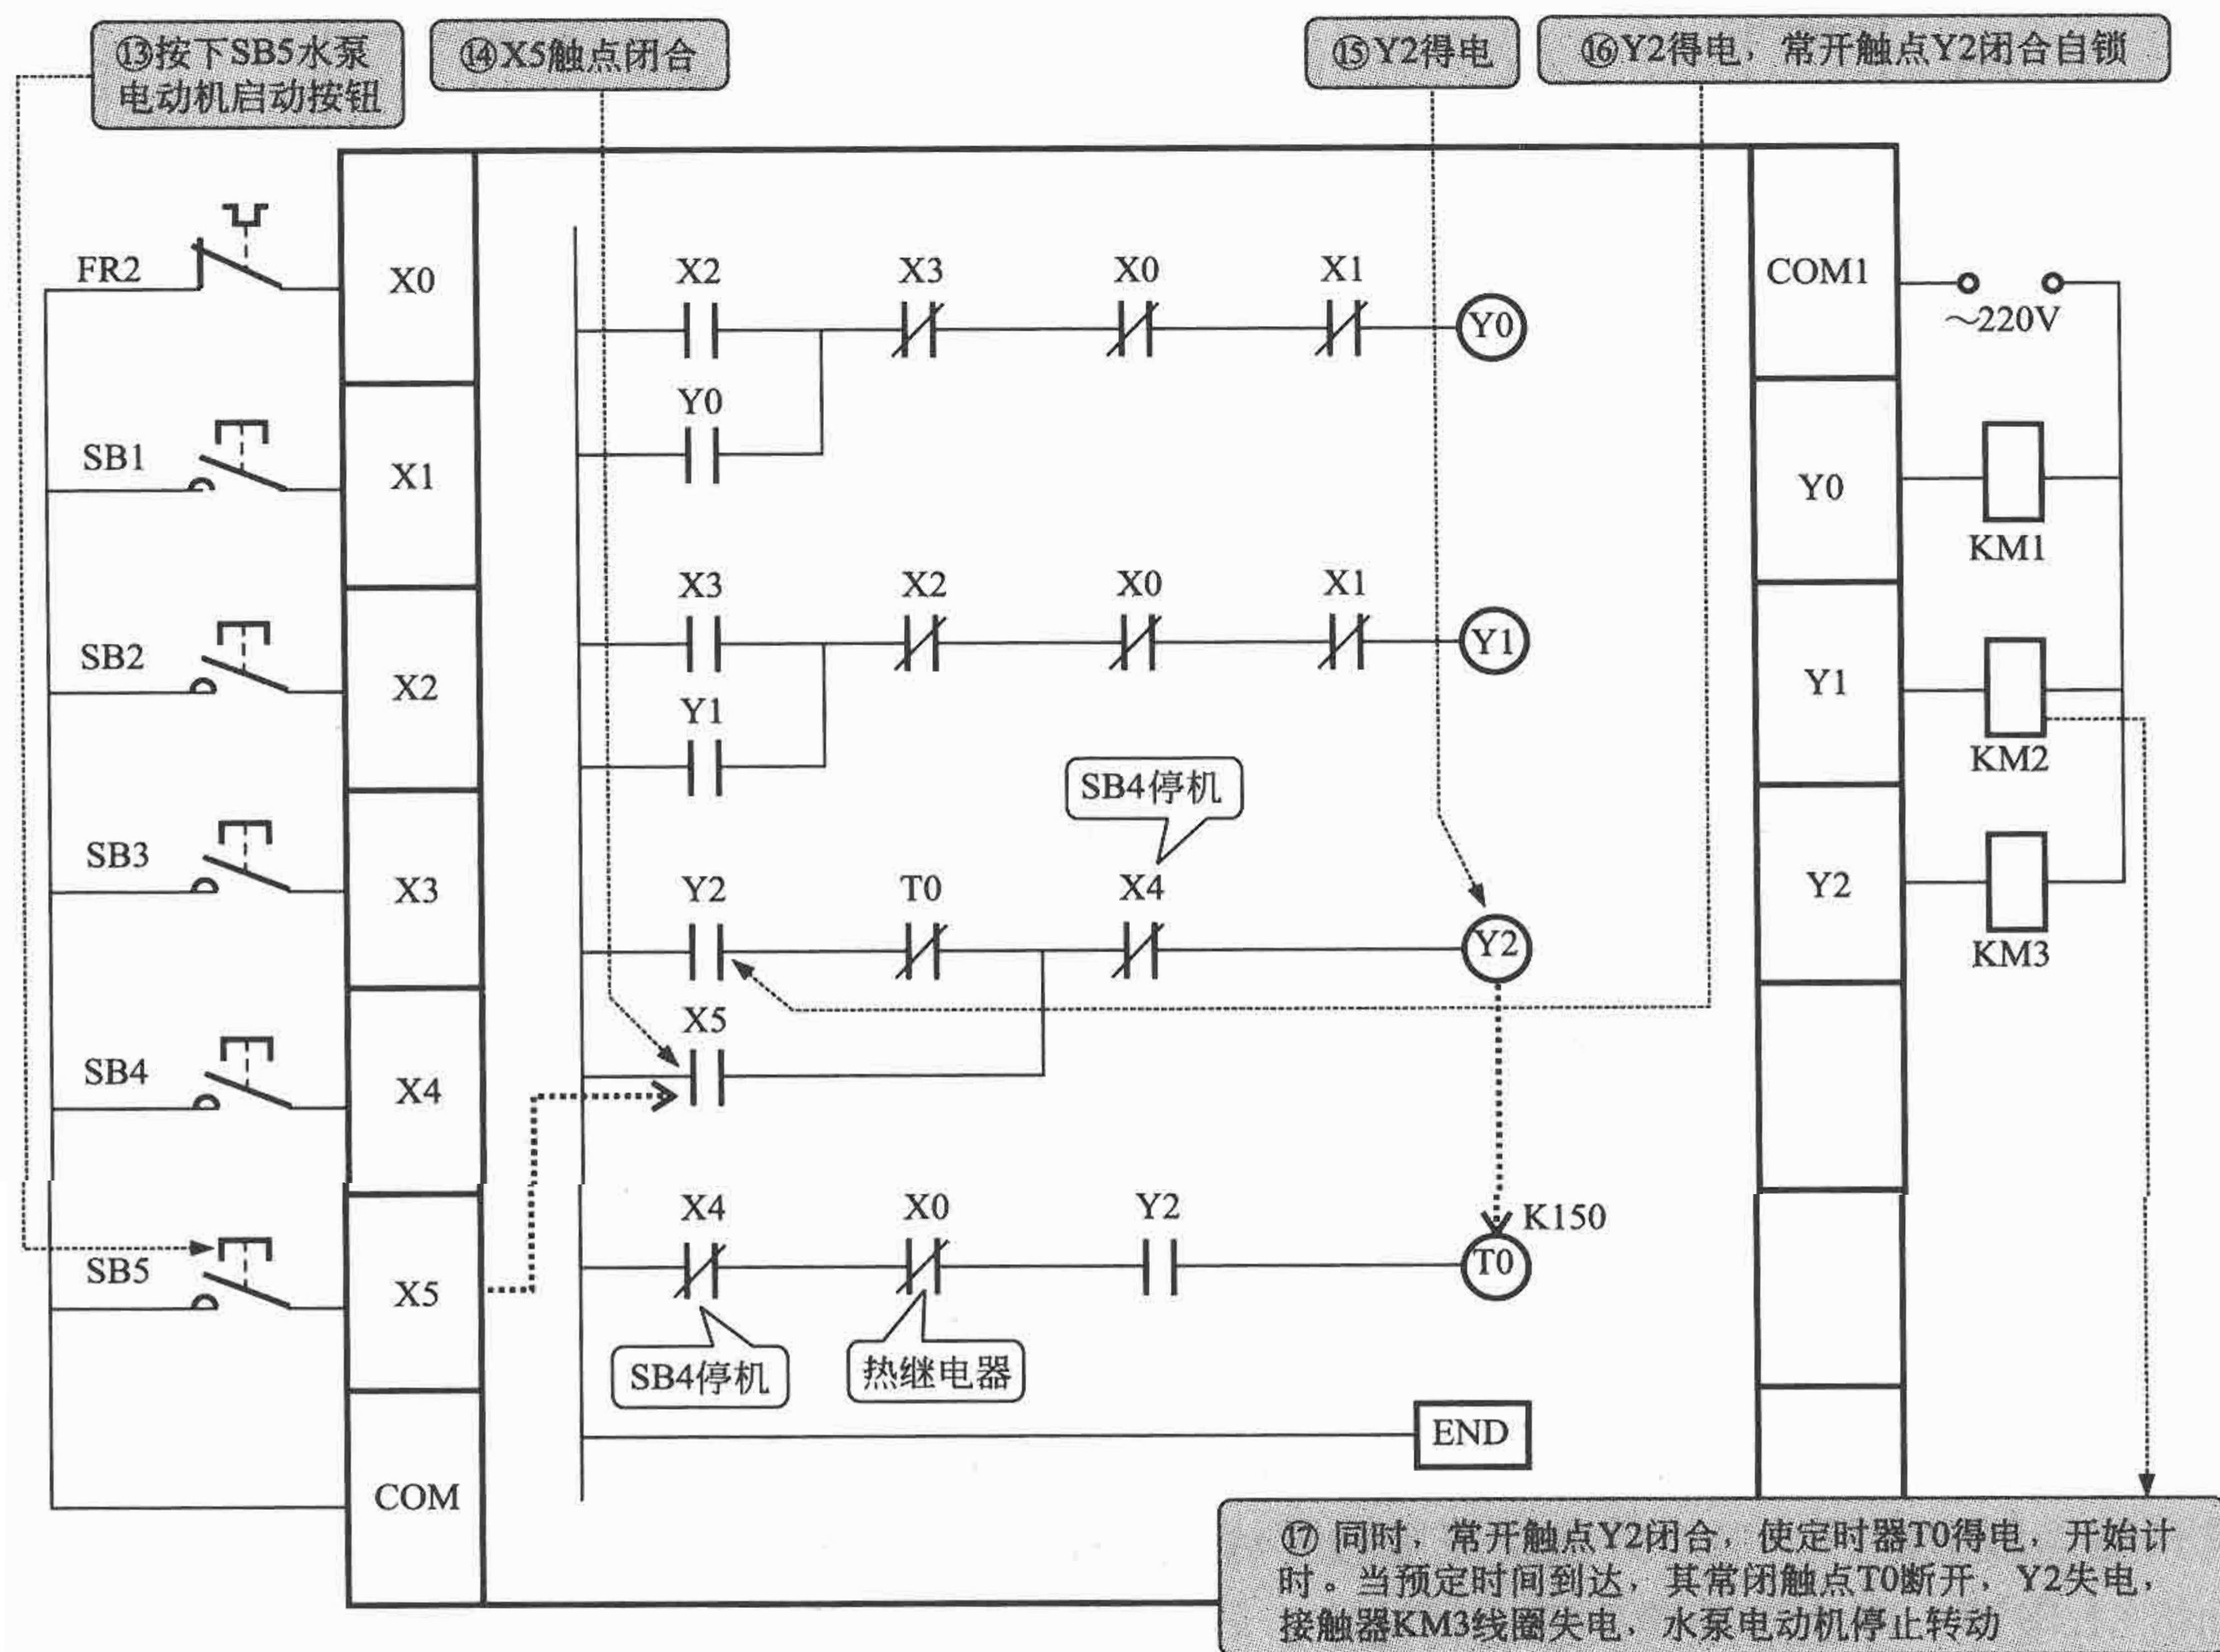 ⑬按下SB5水泵
电动机启动按钮
⑭X5触点闭合
⑮Y2得电
⑯Y2得电，常开触点Y2闭合自锁
FR2
X0
X2
X3
X0
X1
Y0
COM1
～220V
Y0
SB1
X1
Y0
KM1
X3
X2
X0
X1
Y1
SB2
X2
Y1
Y1
KM2
SB4停机
SB3
X3
Y2
T0
X4
Y2
Y2
KM3
X5
SB4
X4
X4
X0
Y2
K150
T0
SB5
X5
SB4停机
热继电器
END
COM
⑰ 同时，常开触点Y2闭合，使定时器T0得电，开始计
时。当预定时间到达，其常闭触点T0断开，Y2失电，
接触器KM3线圈失电，水泵电动机停止转动